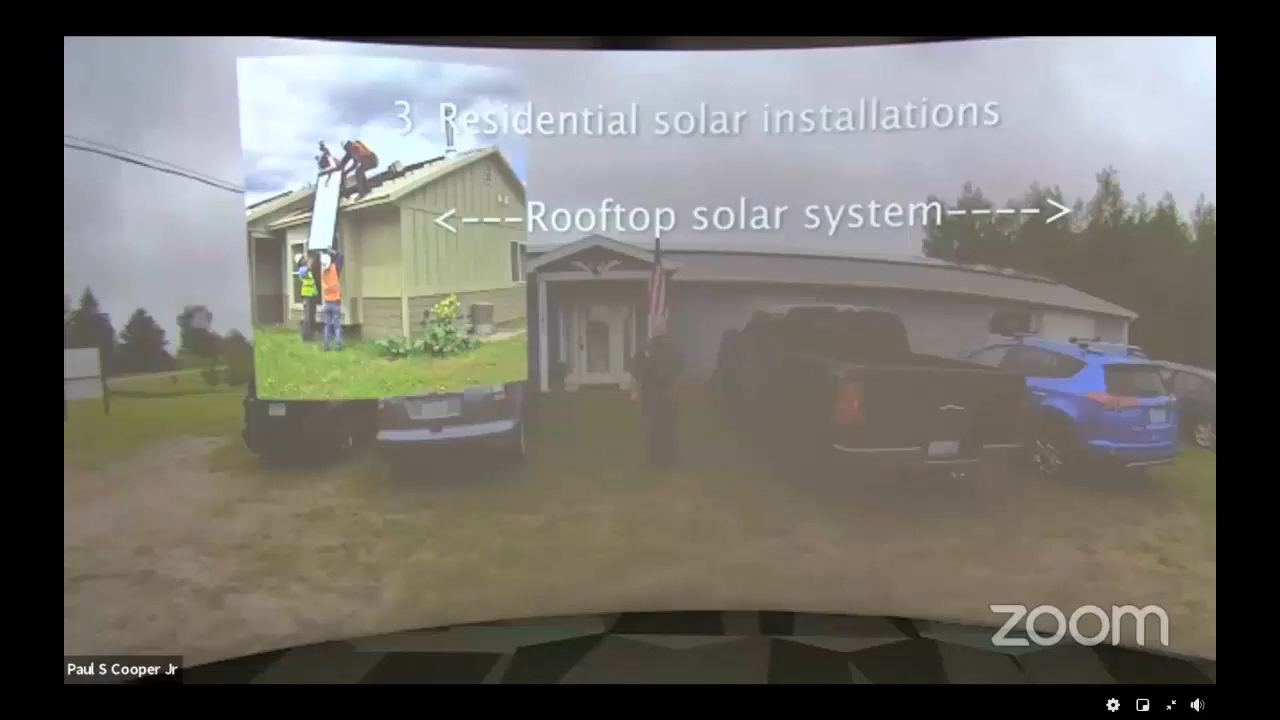 3. Residential solar installations
<---Rooftop solar system---->
zoom
Paul S Cooper Jr